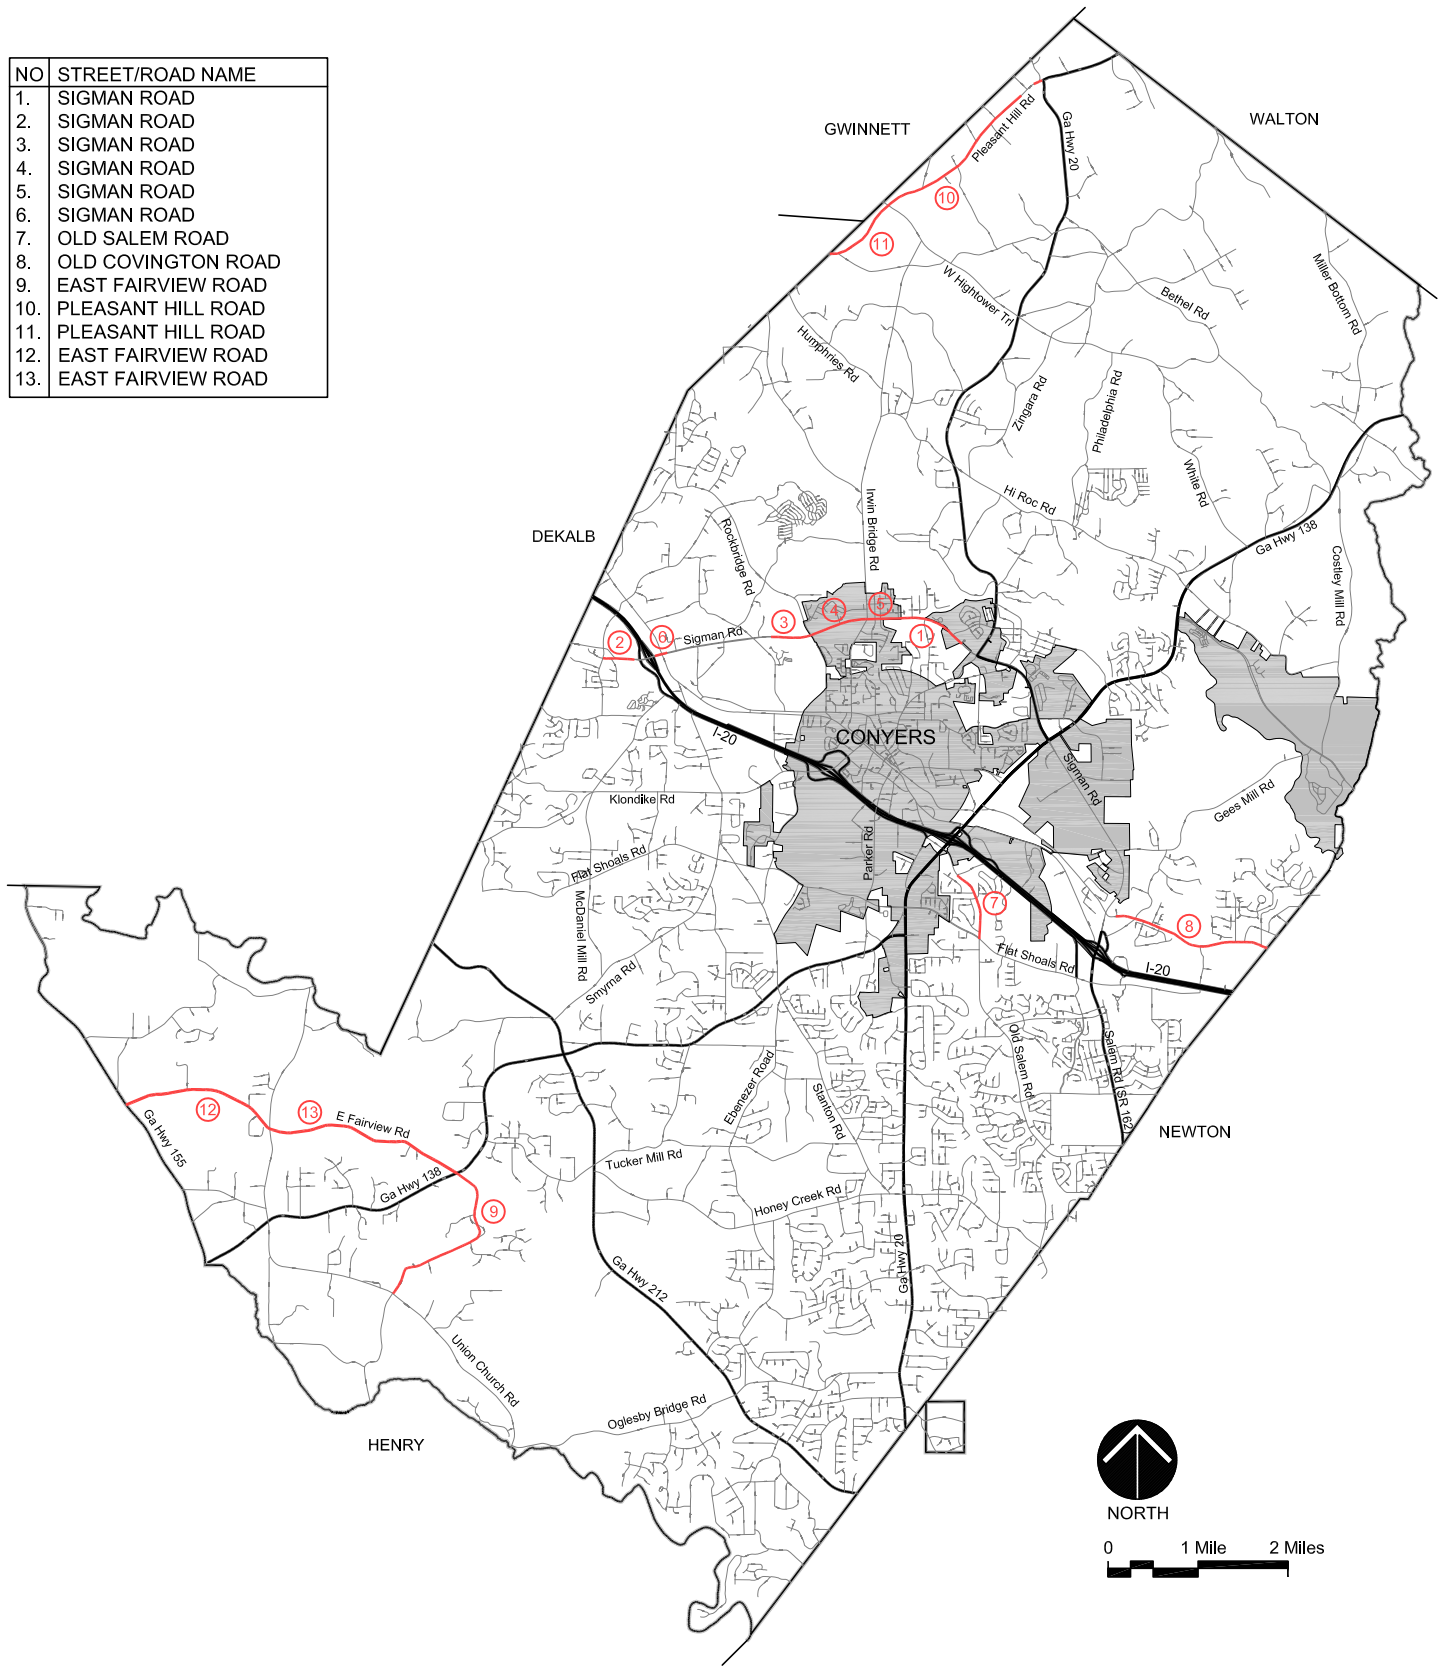 NO STREET/ROAD NAME
1. SIGMAN ROAD
2. SIGMAN ROAD
3. SIGMAN ROAD
4. SIGMAN ROAD
5. SIGMAN ROAD
6. SIGMAN ROAD
7. OLD SALEM ROAD
8. OLD COVINGTON ROAD
9. EAST FAIRVIEW ROAD
10. PLEASANT HILL ROAD
11. PLEASANT HILL ROAD
12. EAST FAIRVIEW ROAD
13. EAST FAIRVIEW ROAD
GWINNETT
WALTON
Pleasant Hill Rd
Ga Hwy 20
10
11
W Hightower Trl
Bethel Rd
Miller Bottom Rd
Humphries Rd
Zingara Rd
Philadelphia Rd
White Rd
Hi Roc Rd
Irwin Bridge Rd
Rockbridge Rd
DEKALB
Ga Hwy 138
Costley Mill Rd
2
6
Sigman Rd
3
4
5
1
I-20
CONYERS
Sigman Rd
Klondike Rd
Gees Mill Rd
Parker Rd
Flat Shoals Rd
McDaniel Mill Rd
7
8
Flat Shoals Rd
I-20
Smyrna Rd
Old Salem Rd
Salem Rd (SR 162)
Ebenezer Road
Stanton Rd
12
13
E Fairview Rd
Ga Hwy 155
NEWTON
Tucker Mill Rd
Ga Hwy 138
Honey Creek Rd
9
Ga Hwy 20
Ga Hwy 212
Union Church Rd
Oglesby Bridge Rd
HENRY
NORTH
0 1 Mile 2 Miles